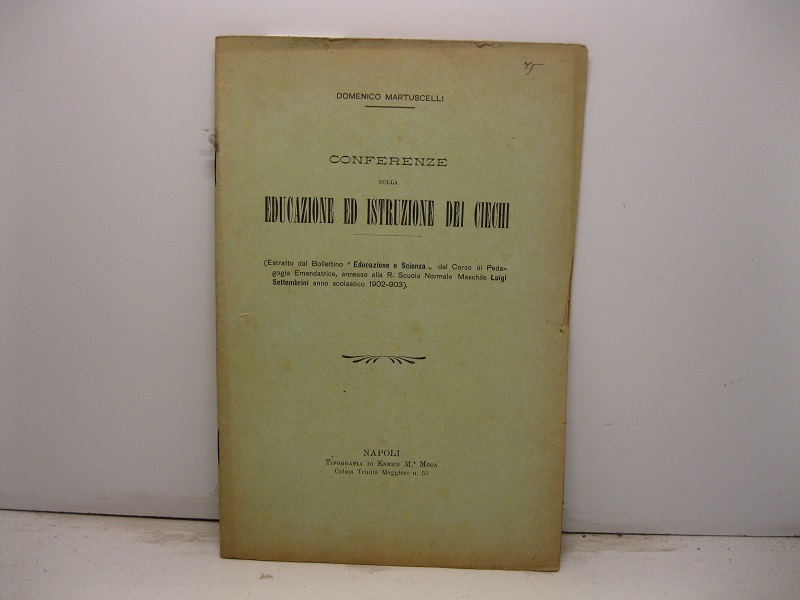 75
DOMENICO MARTUSCELLI
CONFERENZE
SULLA
EDUCAZIONE ED ISTRUZIONE DEI CIECHI
(Estratto dal Bollettino " Educazione e Scienza „ del Corso di Peda-
gogia Emendatrice, annesso alla R. Scuola Normale Maschile Luigi
Settembrini anno scolastico 1902-903).
NAPOLI
TIPOGRAFIA DI ENRICO M.a MUCA
Calata Trinità Maggiore n. 53